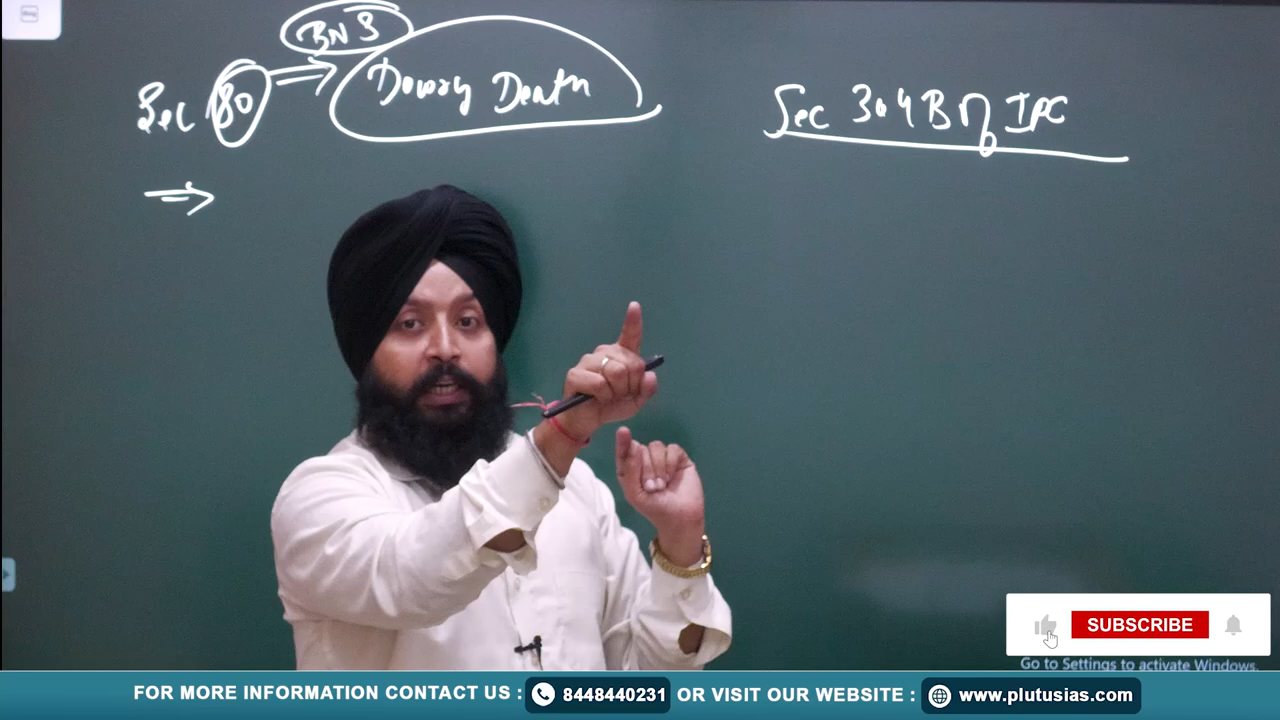 BNS
Sec 80 ⇒ Dowry Death
Sec 304 B of IPC
⇒
SUBSCRIBE
Go to Settings to activate Windows.
FOR MORE INFORMATION CONTACT US : 8448440231 OR VISIT OUR WEBSITE : www.plutusias.com